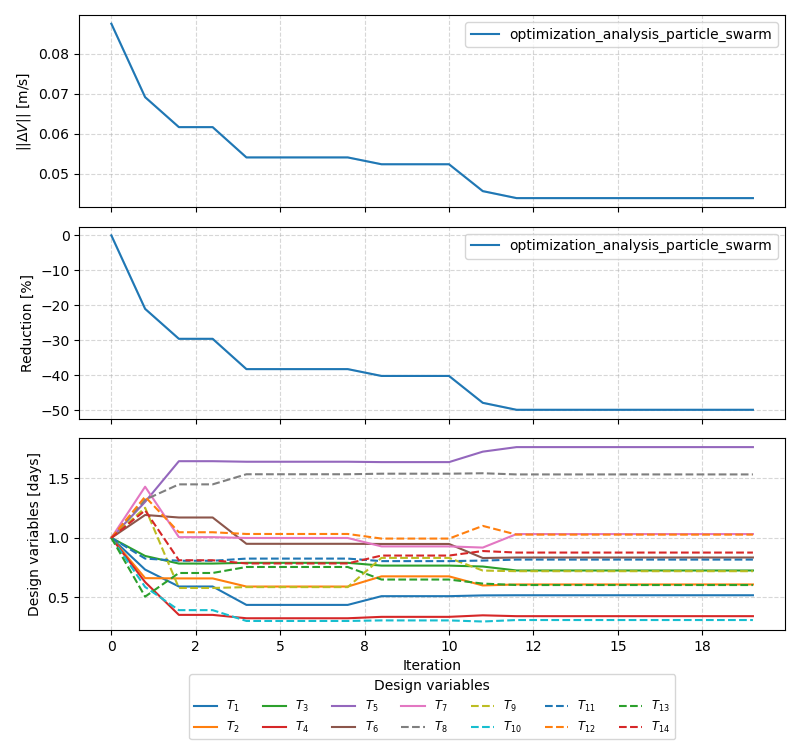 0.08
0.07
0.06
0.05
||ΔV|| [m/s]
optimization_analysis_particle_swarm
0
−10
−20
−30
−40
−50
Reduction [%]
optimization_analysis_particle_swarm
1.5
1.0
0.5
Design variables [days]
0 2 5 8 10 12 15 18
Iteration
Design variables
T1 T3 T5 T7 T9 T11 T13
T2 T4 T6 T8 T10 T12 T14